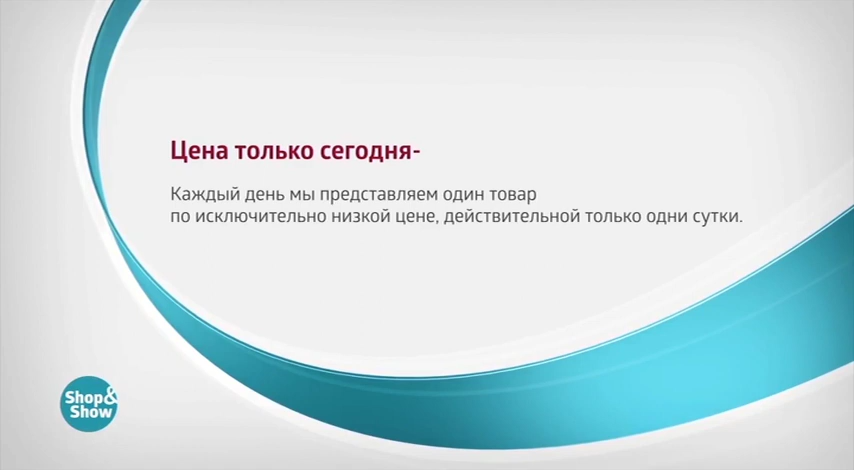 Цена только сегодня-
Каждый день мы представляем один товар
по исключительно низкой цене, действительной только одни сутки.
Shop&
Show